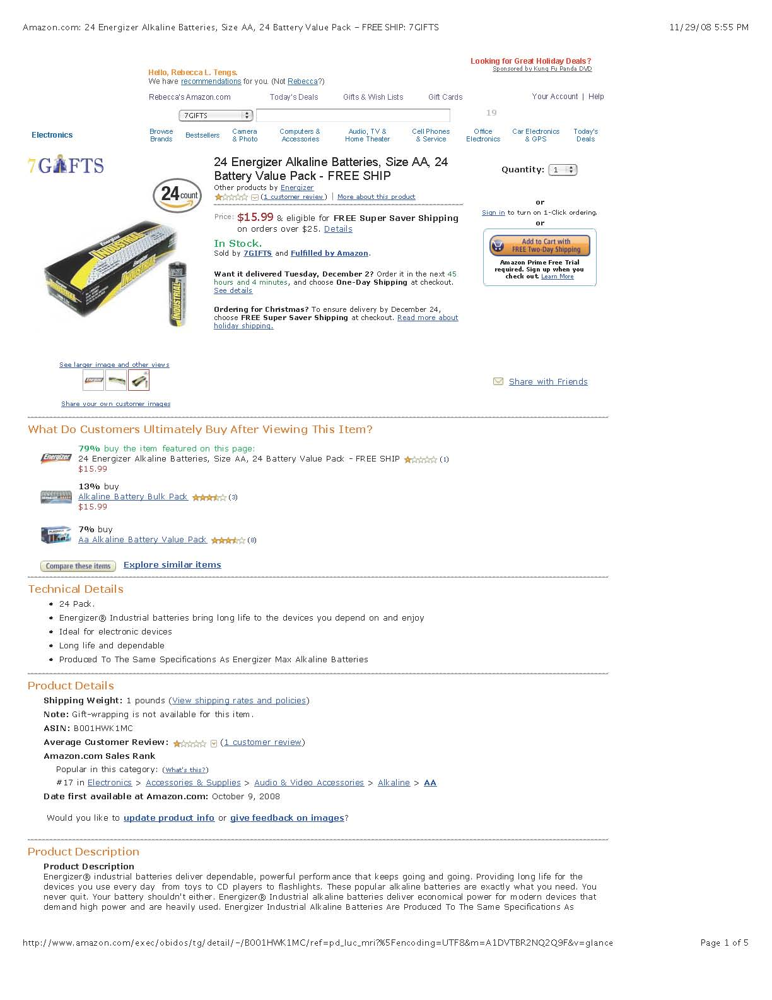 Amazon.com: 24 Energizer Alkaline Batteries, Size AA, 24 Battery Value Pack - FREE SHIP: 7GIFTS 11/29/08 5:55 PM
Looking for Great Holiday Deals?
Sponsored by Kung Fu Panda DVD
Hello, Rebecca L. Tengs.
We have recommendations for you. (Not Rebecca?)
Rebecca's Amazon.com Today's Deals Gifts & Wish Lists Gift Cards Your Account | Help
7GIFTS 19
Electronics Browse Brands Bestsellers Camera & Photo Computers & Accessories Audio, TV & Home Theater Cell Phones & Service Office Electronics Car Electronics & GPS Today's Deals
7GIFTS
24 count
Energizer
INDUSTRIAL
INDUSTRIAL
INDUSTRIAL
24 Energizer Alkaline Batteries, Size AA, 24
Battery Value Pack - FREE SHIP
Other products by Energizer
(1 customer review) | More about this product
Price: $15.99 & eligible for FREE Super Saver Shipping
on orders over $25. Details
In Stock.
Sold by 7GIFTS and Fulfilled by Amazon.
Want it delivered Tuesday, December 2? Order it in the next 45
hours and 4 minutes, and choose One-Day Shipping at checkout.
See details
Ordering for Christmas? To ensure delivery by December 24,
choose FREE Super Saver Shipping at checkout. Read more about
holiday shipping.
Quantity: 1
or
Sign in to turn on 1-Click ordering.
or
Add to Cart with
FREE Two-Day Shipping
Amazon Prime Free Trial
required. Sign up when you
check out. Learn More
See larger image and other views
Energizer
Share your own customer images
Share with Friends
What Do Customers Ultimately Buy After Viewing This Item?
Energizer
79% buy the item featured on this page:
24 Energizer Alkaline Batteries, Size AA, 24 Battery Value Pack - FREE SHIP (1)
$15.99
13% buy
Alkaline Battery Bulk Pack (3)
$15.99
7% buy
Aa Alkaline Battery Value Pack (8)
Compare these items Explore similar items
Technical Details
• 24 Pack.
• Energizer® Industrial batteries bring long life to the devices you depend on and enjoy
• Ideal for electronic devices
• Long life and dependable
• Produced To The Same Specifications As Energizer Max Alkaline Batteries
Product Details
Shipping Weight: 1 pounds (View shipping rates and policies)
Note: Gift-wrapping is not available for this item.
ASIN: B001HWK1MC
Average Customer Review: (1 customer review)
Amazon.com Sales Rank
Popular in this category: (What's this?)
#17 in Electronics > Accessories & Supplies > Audio & Video Accessories > Alkaline > AA
Date first available at Amazon.com: October 9, 2008
Would you like to update product info or give feedback on images?
Product Description
Product Description
Energizer® industrial batteries deliver dependable, powerful performance that keeps going and going. Providing long life for the
devices you use every day from toys to CD players to flashlights. These popular alkaline batteries are exactly what you need. You
never quit. Your battery shouldn't either. Energizer® Industrial alkaline batteries deliver economical power for modern devices that
demand high power and are heavily used. Energizer Industrial Alkaline Batteries Are Produced To The Same Specifications As
http://www.amazon.com/exec/obidos/tg/detail/-/B001HWK1MC/ref=pd_luc_mri?%5Fencoding=UTF8&m=A1DVTBR2NQ2Q9F&v=glance Page 1 of 5